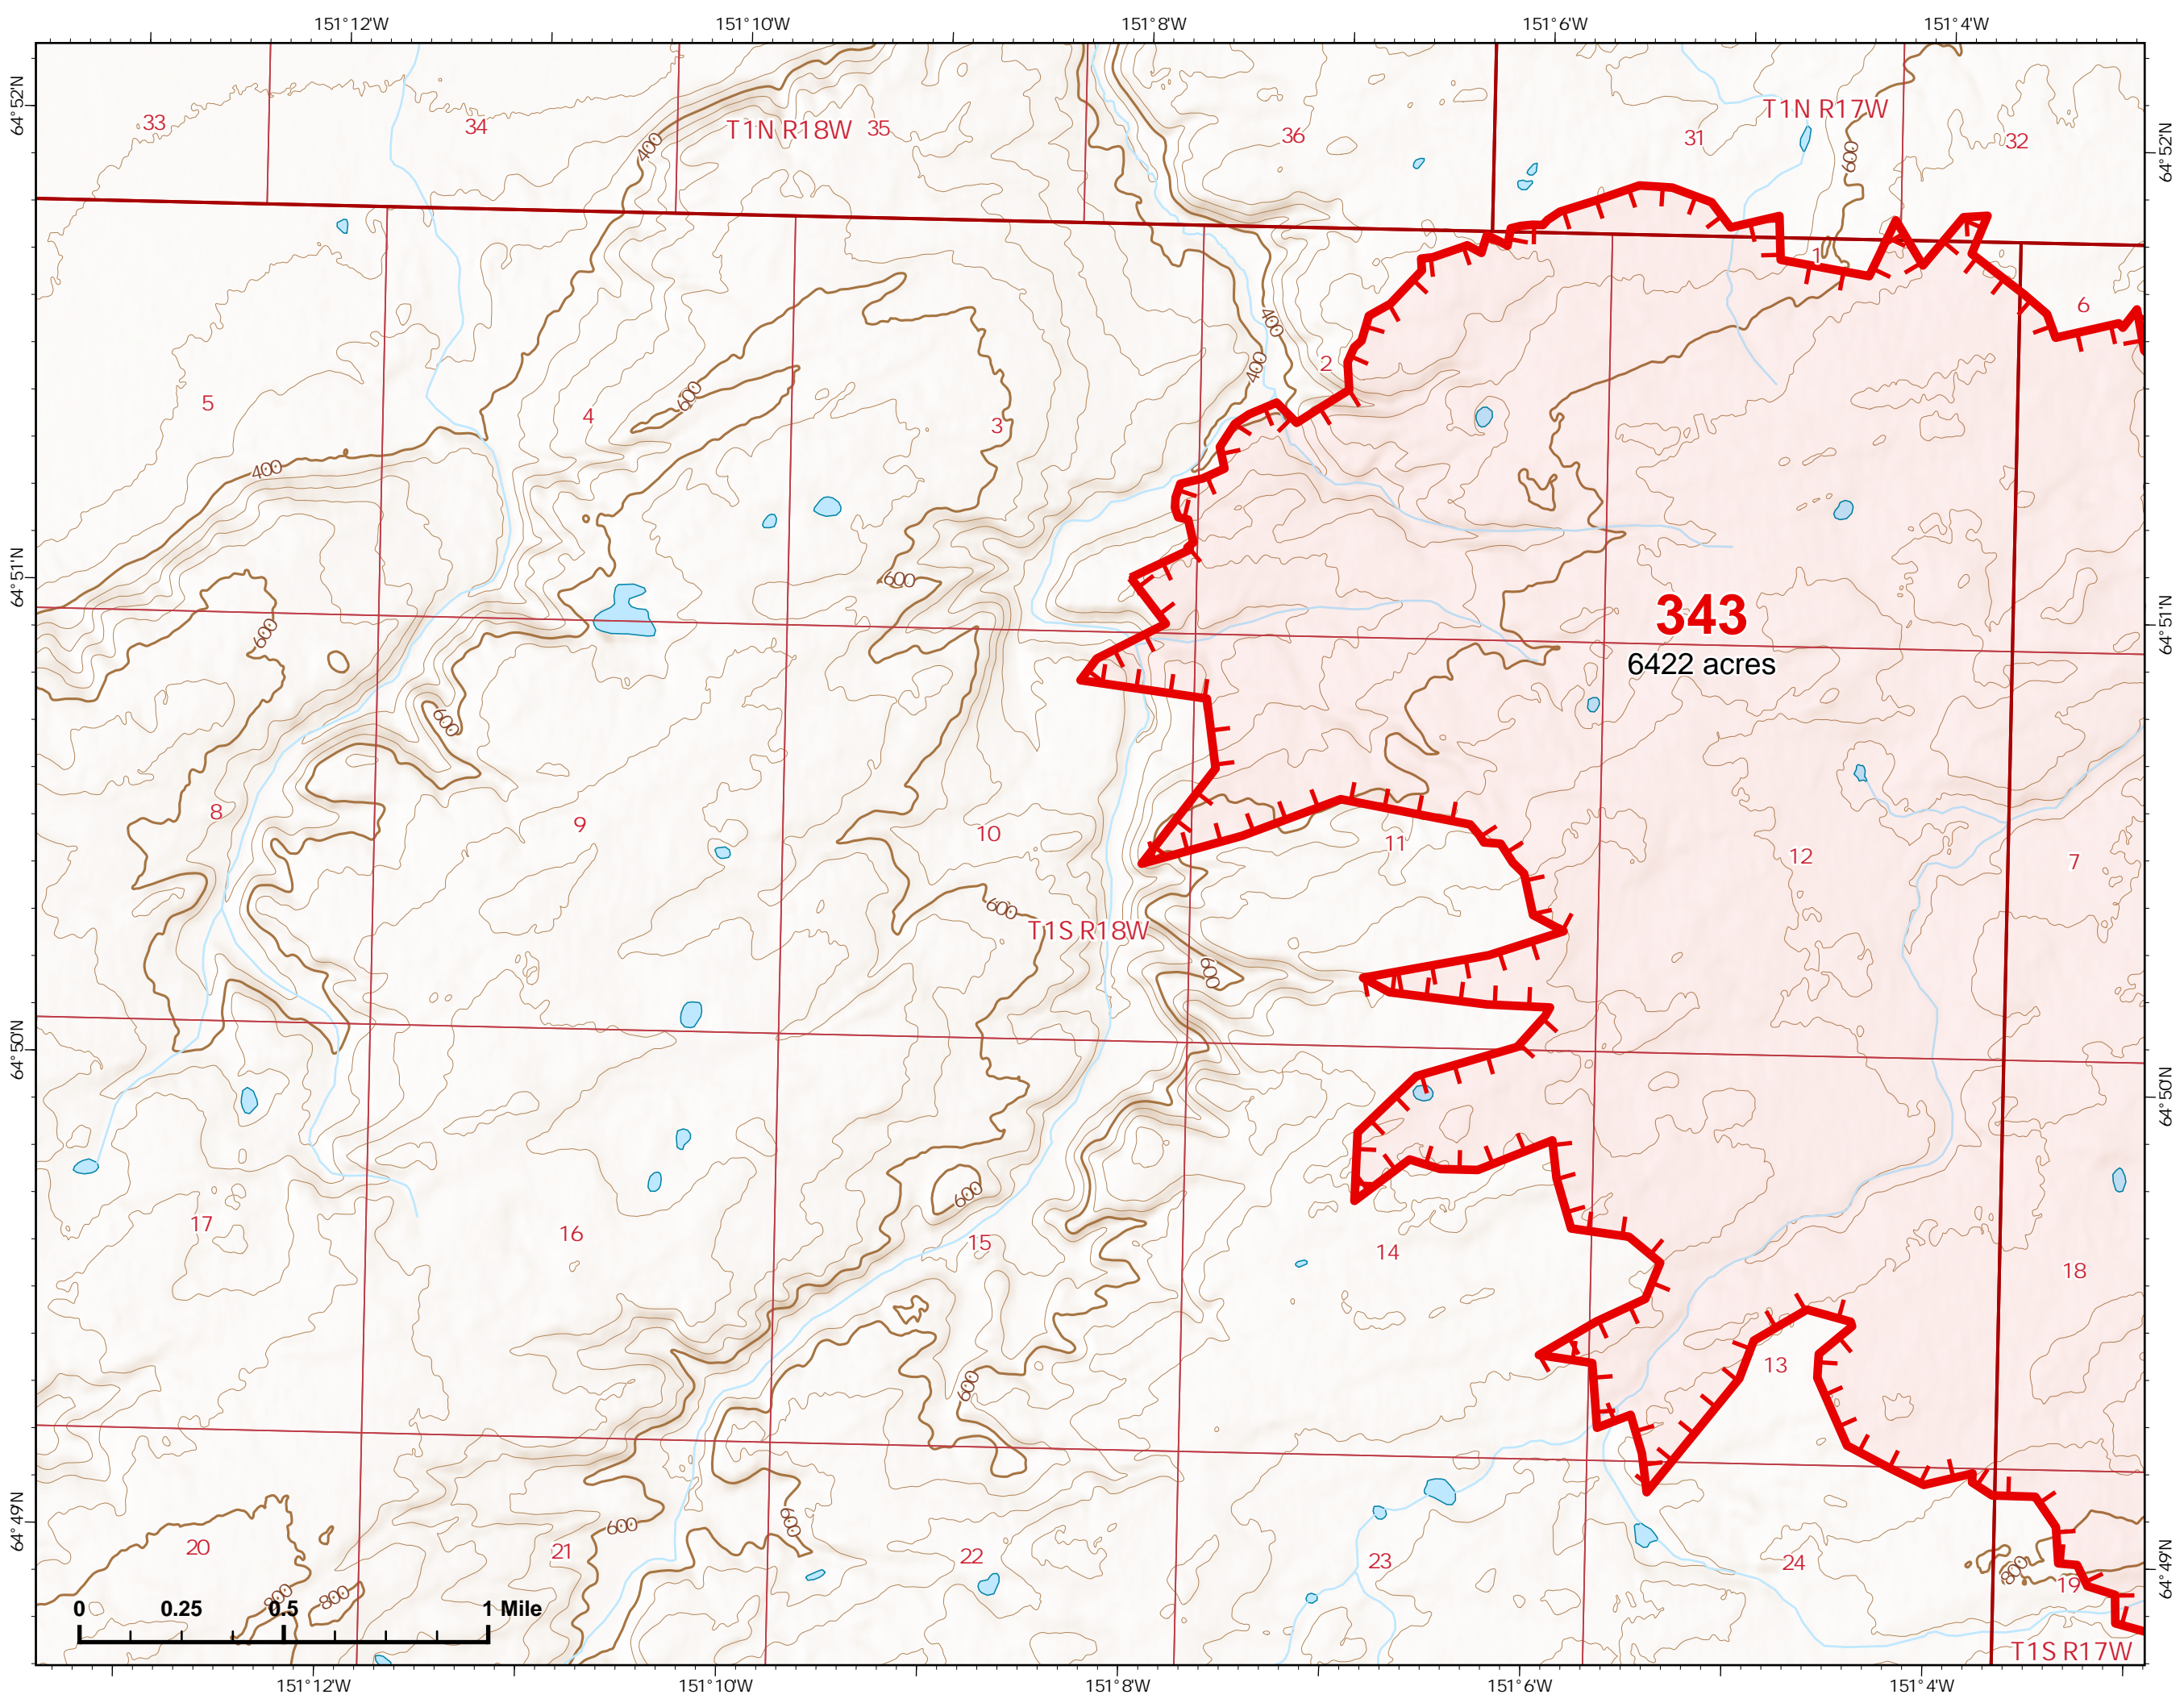 151°12'W 151°10'W 151°8'W 151°6'W 151°4'W
64°52'N
64°52'N
33 34 T1N R18W 35 36 31 T1N R17W 32
400
600
1
6
400
2
400
5 4 600 3
400
64°51'N
600
343
64°51'N
600
6422 acres
600
8 9 10 11 12 7
600
T1S R18W
600
64°50'N
64°50'N
600
17 16 15 14 18
13
600
64°49'N
600 600
20 21 22 23 24 800
64°49'N
19
800 800
0 0.25 0.5 1 Mile
T1S R17W
151°12'W 151°10'W 151°8'W 151°6'W 151°4'W